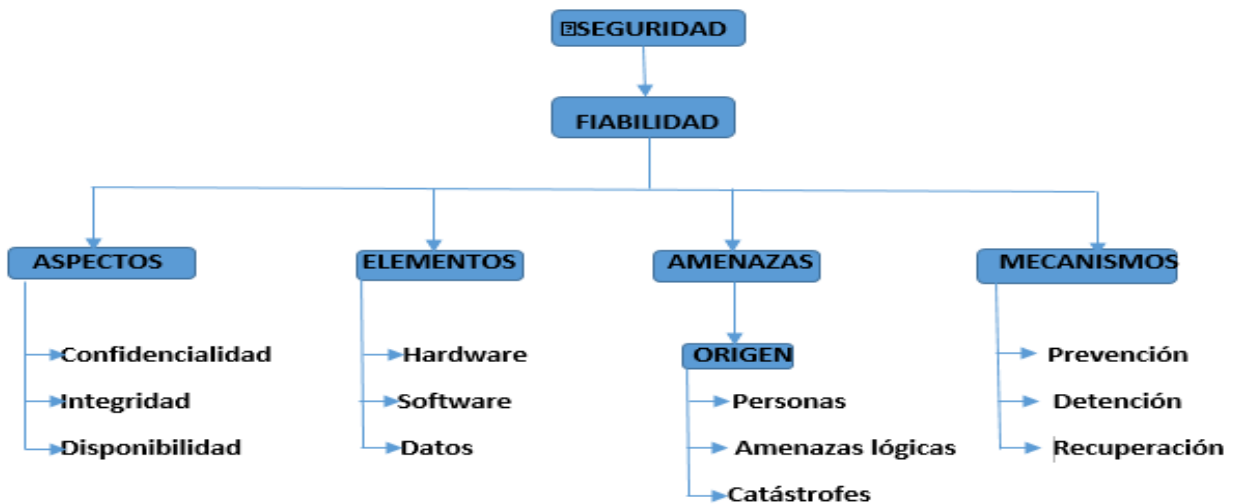 SEGURIDAD
FIABILIDAD
ASPECTOS
Confidencialidad
Integridad
Disponibilidad
ELEMENTOS
Hardware
Software
Datos
AMENAZAS
ORIGEN
Personas
Amenazas lógicas
Catástrofes
MECANISMOS
Prevención
Detención
Recuperación